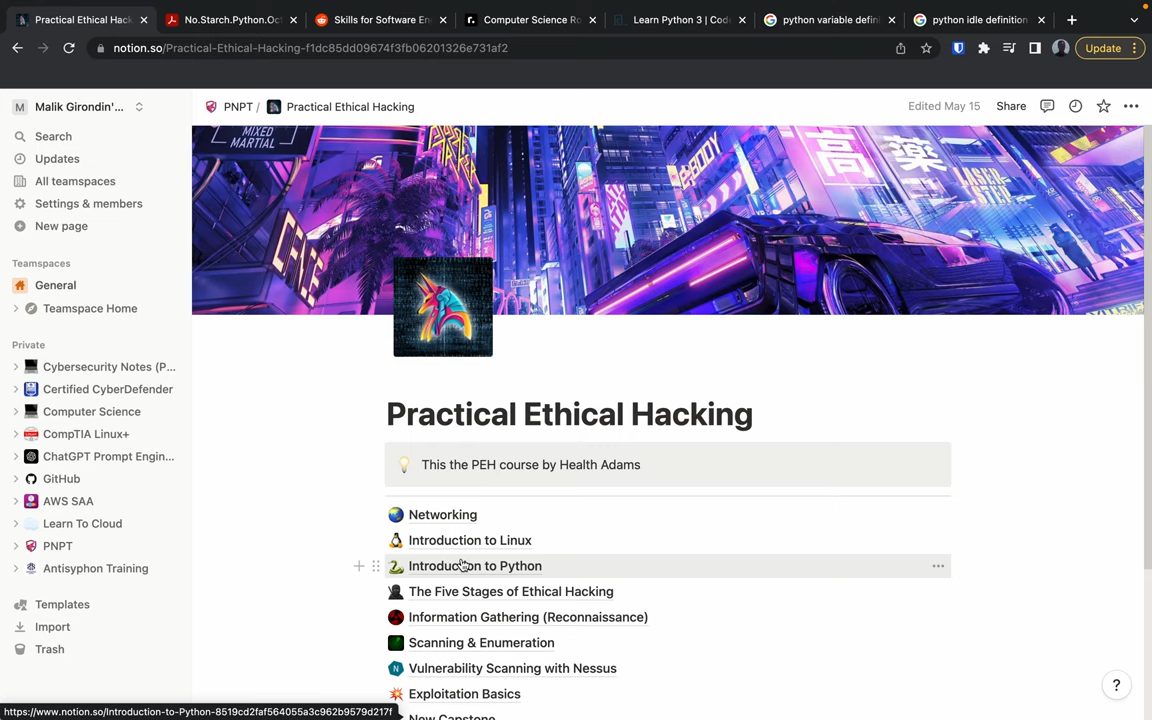 Practical Ethical Hack
No.Starch.Python.Oct
Skills for Software En
Computer Science Ro
Learn Python 3 | Cod
python variable defini
python idle definition
notion.so/Practical-Ethical-Hacking-f1dc85dd09674f3fb06201326e731af2
Update
M Malik Girondin'...
PNPT / Practical Ethical Hacking
Edited May 15
Share
Search
Updates
All teamspaces
Settings & members
New page
Teamspaces
General
Teamspace Home
Private
Cybersecurity Notes (P...
Certified CyberDefender
Computer Science
CompTIA Linux+
ChatGPT Prompt Engin...
GitHub
AWS SAA
Learn To Cloud
PNPT
Antisyphon Training
Templates
Import
Trash
MIXED
MARTIAL
CAFE
高
薬
Practical Ethical Hacking
This the PEH course by Health Adams
Networking
Introduction to Linux
Introduction to Python
The Five Stages of Ethical Hacking
Information Gathering (Reconnaissance)
Scanning & Enumeration
Vulnerability Scanning with Nessus
Exploitation Basics
New Capstone
?
https://www.notion.so/Introduction-to-Python-8519cd2faf564055a3c962b9579d217f